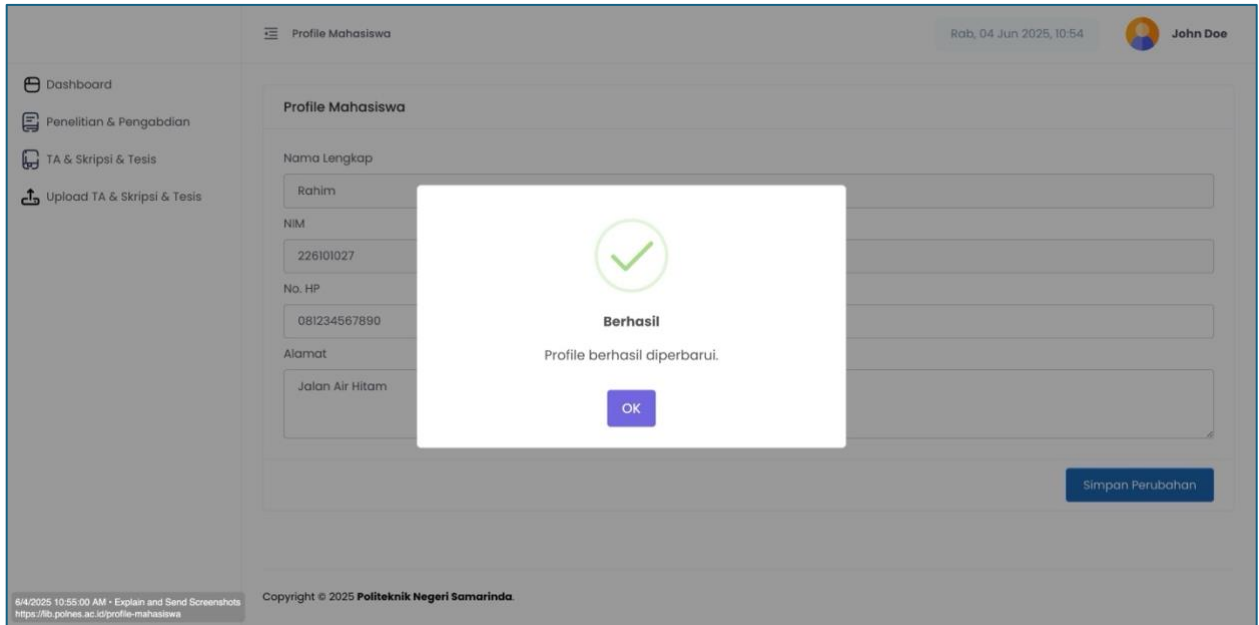 Profile Mahasiswa
Rab, 04 Jun 2025, 10:54
John Doe
Dashboard
Penelitian & Pengabdian
TA & Skripsi & Tesis
Upload TA & Skripsi & Tesis
Profile Mahasiswa
Nama Lengkap
Rahim
NIM
226101027
No. HP
081234567890
Alamat
Jalan Air Hitam
Berhasil
Profile berhasil diperbarui.
OK
Simpan Perubahan
Copyright © 2025 Politeknik Negeri Samarinda.
6/4/2025 10:55:00 AM • Explain and Send Screenshots
https://lib.polnes.ac.id/profile-mahasiswa